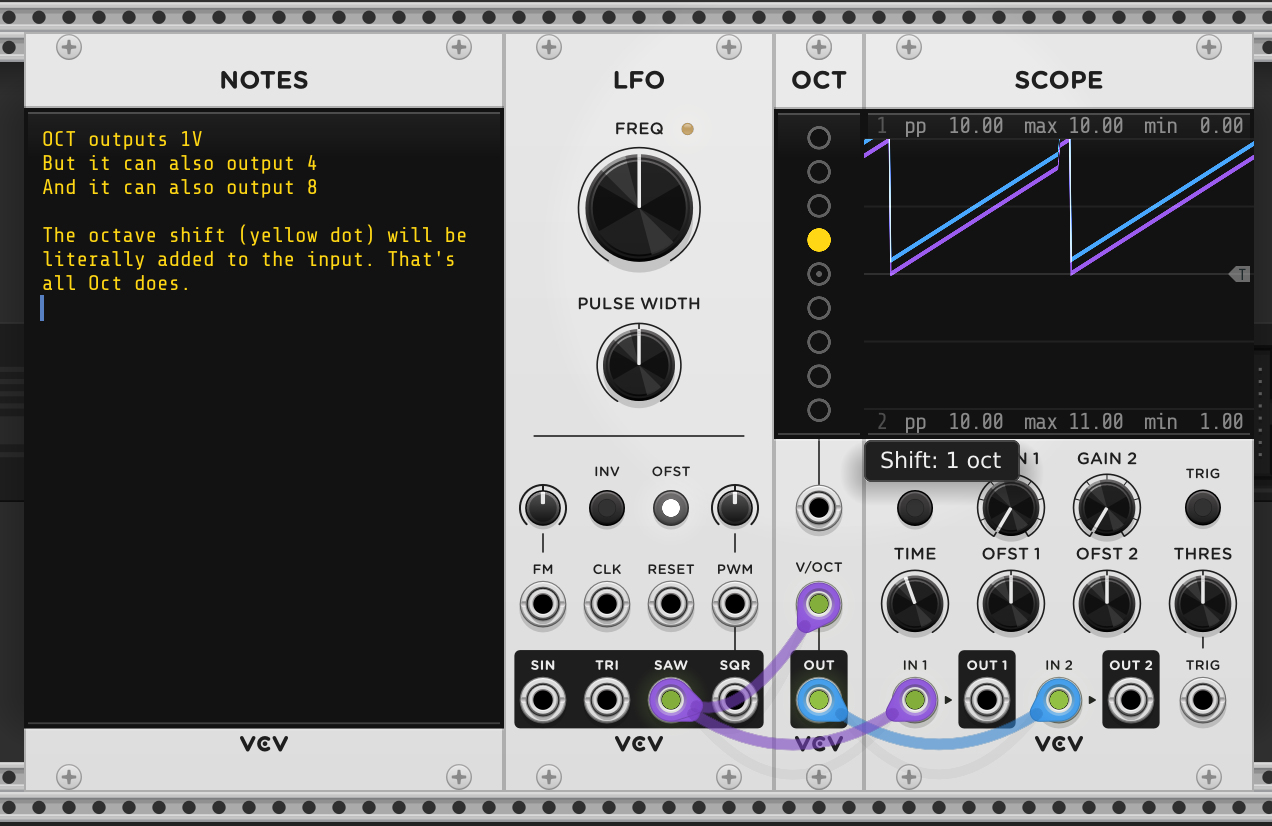 NOTES
OCT outputs 1V
But it can also output 4
And it can also output 8
The octave shift (yellow dot) will be
literally added to the input. That's
all Oct does.
VCV
LFO
FREQ
PULSE WIDTH
INV OFST
FM CLK RESET PWM
SIN TRI SAW SQR
VCV
OCT
V/OCT
OUT
VCV
SCOPE
1 pp 10.00 max 10.00 min 0.00
T
2 pp 10.00 max 11.00 min 1.00
Shift: 1 oct
N 1 GAIN 2 TRIG
TIME OFST 1 OFST 2 THRES
IN 1 OUT 1 IN 2 OUT 2 TRIG
VCV